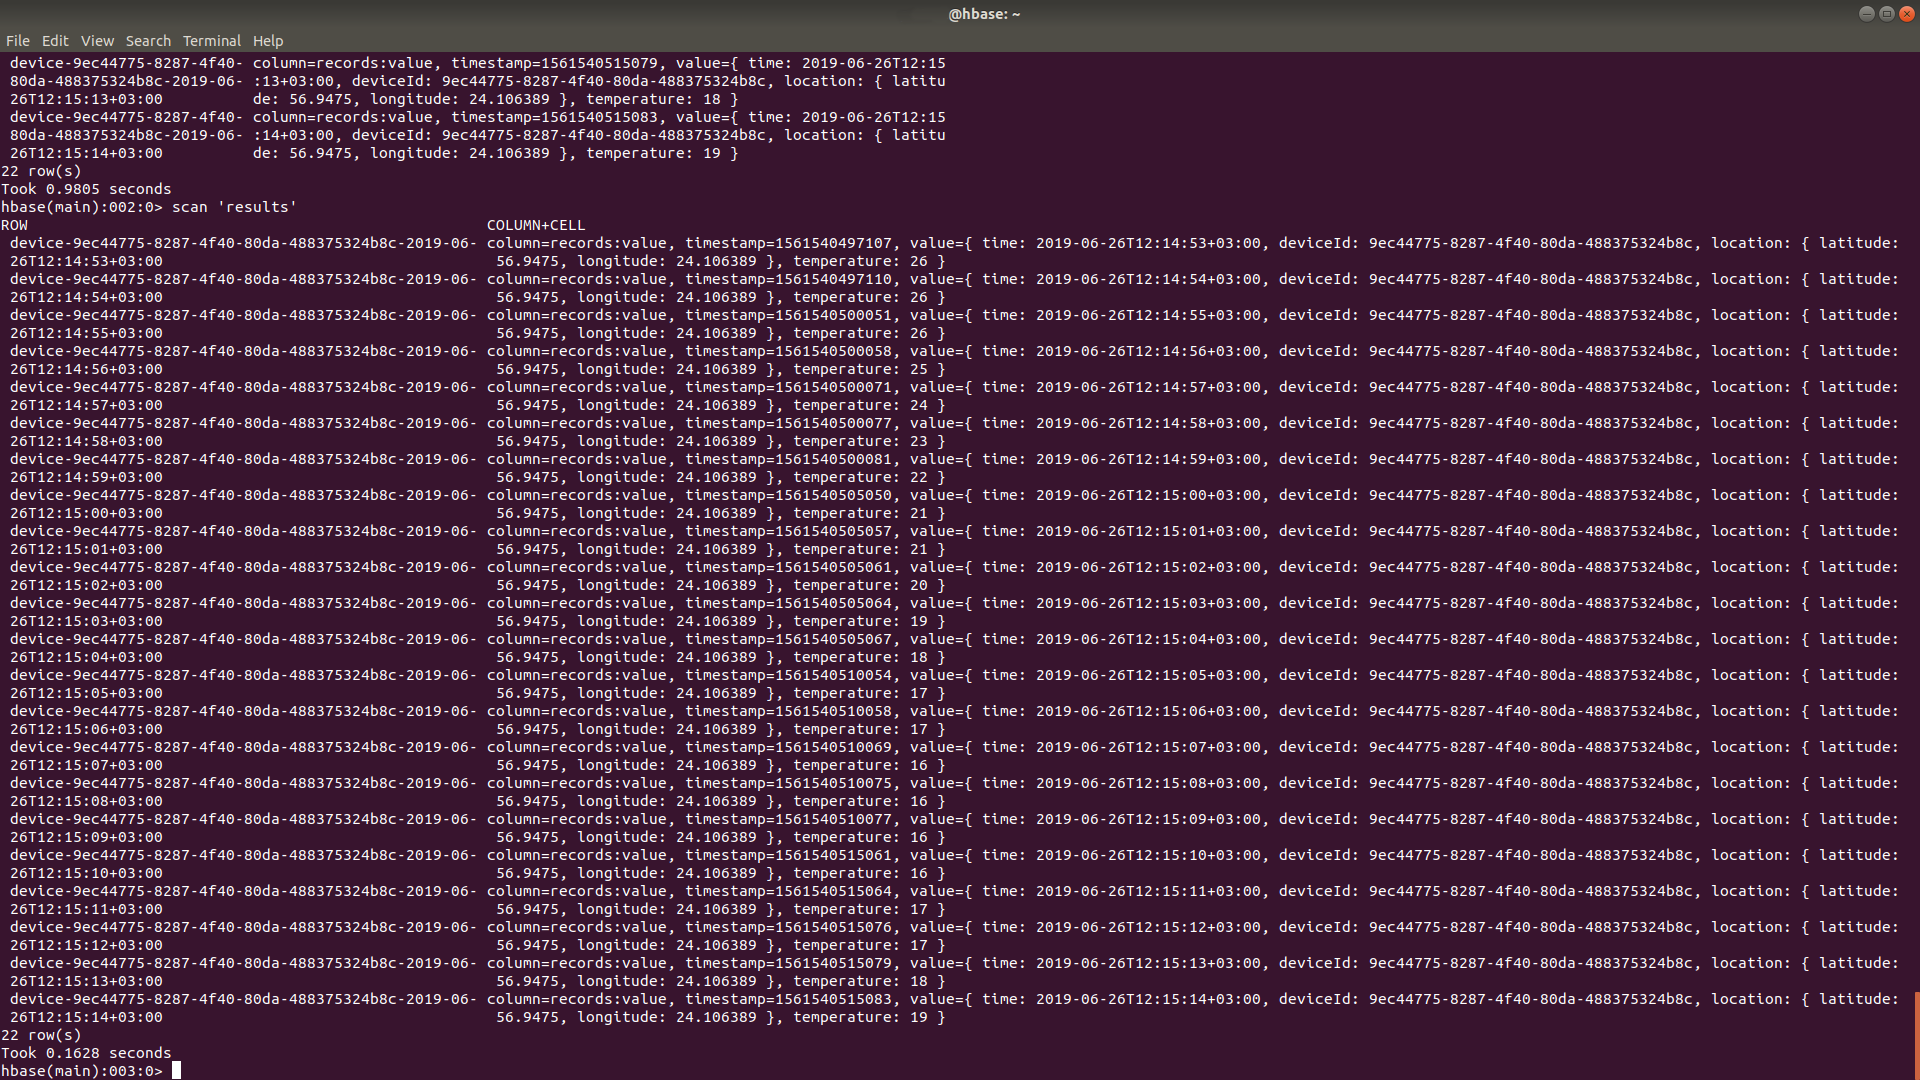 @hbase: ~
File Edit View Search Terminal Help
device-9ec44775-8287-4f40- column=records:value, timestamp=1561540515079, value={ time: 2019-06-26T12:15
80da-488375324b8c-2019-06- :13+03:00, deviceId: 9ec44775-8287-4f40-80da-488375324b8c, location: { latitu
26T12:15:13+03:00 de: 56.9475, longitude: 24.106389 }, temperature: 18 }
device-9ec44775-8287-4f40- column=records:value, timestamp=1561540515083, value={ time: 2019-06-26T12:15
80da-488375324b8c-2019-06- :14+03:00, deviceId: 9ec44775-8287-4f40-80da-488375324b8c, location: { latitu
26T12:15:14+03:00 de: 56.9475, longitude: 24.106389 }, temperature: 19 }
22 row(s)
Took 0.9805 seconds
hbase(main):002:0> scan 'results'
ROW COLUMN+CELL
device-9ec44775-8287-4f40-80da-488375324b8c-2019-06- column=records:value, timestamp=1561540497107, value={ time: 2019-06-26T12:14:53+03:00, deviceId: 9ec44775-8287-4f40-80da-488375324b8c, location: { latitude:
26T12:14:53+03:00 56.9475, longitude: 24.106389 }, temperature: 26 }
device-9ec44775-8287-4f40-80da-488375324b8c-2019-06- column=records:value, timestamp=1561540497110, value={ time: 2019-06-26T12:14:54+03:00, deviceId: 9ec44775-8287-4f40-80da-488375324b8c, location: { latitude:
26T12:14:54+03:00 56.9475, longitude: 24.106389 }, temperature: 26 }
device-9ec44775-8287-4f40-80da-488375324b8c-2019-06- column=records:value, timestamp=1561540500051, value={ time: 2019-06-26T12:14:55+03:00, deviceId: 9ec44775-8287-4f40-80da-488375324b8c, location: { latitude:
26T12:14:55+03:00 56.9475, longitude: 24.106389 }, temperature: 26 }
device-9ec44775-8287-4f40-80da-488375324b8c-2019-06- column=records:value, timestamp=1561540500058, value={ time: 2019-06-26T12:14:56+03:00, deviceId: 9ec44775-8287-4f40-80da-488375324b8c, location: { latitude:
26T12:14:56+03:00 56.9475, longitude: 24.106389 }, temperature: 25 }
device-9ec44775-8287-4f40-80da-488375324b8c-2019-06- column=records:value, timestamp=1561540500071, value={ time: 2019-06-26T12:14:57+03:00, deviceId: 9ec44775-8287-4f40-80da-488375324b8c, location: { latitude:
26T12:14:57+03:00 56.9475, longitude: 24.106389 }, temperature: 24 }
device-9ec44775-8287-4f40-80da-488375324b8c-2019-06- column=records:value, timestamp=1561540500077, value={ time: 2019-06-26T12:14:58+03:00, deviceId: 9ec44775-8287-4f40-80da-488375324b8c, location: { latitude:
26T12:14:58+03:00 56.9475, longitude: 24.106389 }, temperature: 23 }
device-9ec44775-8287-4f40-80da-488375324b8c-2019-06- column=records:value, timestamp=1561540500081, value={ time: 2019-06-26T12:14:59+03:00, deviceId: 9ec44775-8287-4f40-80da-488375324b8c, location: { latitude:
26T12:14:59+03:00 56.9475, longitude: 24.106389 }, temperature: 22 }
device-9ec44775-8287-4f40-80da-488375324b8c-2019-06- column=records:value, timestamp=1561540505050, value={ time: 2019-06-26T12:15:00+03:00, deviceId: 9ec44775-8287-4f40-80da-488375324b8c, location: { latitude:
26T12:15:00+03:00 56.9475, longitude: 24.106389 }, temperature: 21 }
device-9ec44775-8287-4f40-80da-488375324b8c-2019-06- column=records:value, timestamp=1561540505057, value={ time: 2019-06-26T12:15:01+03:00, deviceId: 9ec44775-8287-4f40-80da-488375324b8c, location: { latitude:
26T12:15:01+03:00 56.9475, longitude: 24.106389 }, temperature: 21 }
device-9ec44775-8287-4f40-80da-488375324b8c-2019-06- column=records:value, timestamp=1561540505061, value={ time: 2019-06-26T12:15:02+03:00, deviceId: 9ec44775-8287-4f40-80da-488375324b8c, location: { latitude:
26T12:15:02+03:00 56.9475, longitude: 24.106389 }, temperature: 20 }
device-9ec44775-8287-4f40-80da-488375324b8c-2019-06- column=records:value, timestamp=1561540505064, value={ time: 2019-06-26T12:15:03+03:00, deviceId: 9ec44775-8287-4f40-80da-488375324b8c, location: { latitude:
26T12:15:03+03:00 56.9475, longitude: 24.106389 }, temperature: 19 }
device-9ec44775-8287-4f40-80da-488375324b8c-2019-06- column=records:value, timestamp=1561540505067, value={ time: 2019-06-26T12:15:04+03:00, deviceId: 9ec44775-8287-4f40-80da-488375324b8c, location: { latitude:
26T12:15:04+03:00 56.9475, longitude: 24.106389 }, temperature: 18 }
device-9ec44775-8287-4f40-80da-488375324b8c-2019-06- column=records:value, timestamp=1561540510054, value={ time: 2019-06-26T12:15:05+03:00, deviceId: 9ec44775-8287-4f40-80da-488375324b8c, location: { latitude:
26T12:15:05+03:00 56.9475, longitude: 24.106389 }, temperature: 17 }
device-9ec44775-8287-4f40-80da-488375324b8c-2019-06- column=records:value, timestamp=1561540510058, value={ time: 2019-06-26T12:15:06+03:00, deviceId: 9ec44775-8287-4f40-80da-488375324b8c, location: { latitude:
26T12:15:06+03:00 56.9475, longitude: 24.106389 }, temperature: 17 }
device-9ec44775-8287-4f40-80da-488375324b8c-2019-06- column=records:value, timestamp=1561540510069, value={ time: 2019-06-26T12:15:07+03:00, deviceId: 9ec44775-8287-4f40-80da-488375324b8c, location: { latitude:
26T12:15:07+03:00 56.9475, longitude: 24.106389 }, temperature: 16 }
device-9ec44775-8287-4f40-80da-488375324b8c-2019-06- column=records:value, timestamp=1561540510075, value={ time: 2019-06-26T12:15:08+03:00, deviceId: 9ec44775-8287-4f40-80da-488375324b8c, location: { latitude:
26T12:15:08+03:00 56.9475, longitude: 24.106389 }, temperature: 16 }
device-9ec44775-8287-4f40-80da-488375324b8c-2019-06- column=records:value, timestamp=1561540510077, value={ time: 2019-06-26T12:15:09+03:00, deviceId: 9ec44775-8287-4f40-80da-488375324b8c, location: { latitude:
26T12:15:09+03:00 56.9475, longitude: 24.106389 }, temperature: 16 }
device-9ec44775-8287-4f40-80da-488375324b8c-2019-06- column=records:value, timestamp=1561540515061, value={ time: 2019-06-26T12:15:10+03:00, deviceId: 9ec44775-8287-4f40-80da-488375324b8c, location: { latitude:
26T12:15:10+03:00 56.9475, longitude: 24.106389 }, temperature: 16 }
device-9ec44775-8287-4f40-80da-488375324b8c-2019-06- column=records:value, timestamp=1561540515064, value={ time: 2019-06-26T12:15:11+03:00, deviceId: 9ec44775-8287-4f40-80da-488375324b8c, location: { latitude:
26T12:15:11+03:00 56.9475, longitude: 24.106389 }, temperature: 17 }
device-9ec44775-8287-4f40-80da-488375324b8c-2019-06- column=records:value, timestamp=1561540515076, value={ time: 2019-06-26T12:15:12+03:00, deviceId: 9ec44775-8287-4f40-80da-488375324b8c, location: { latitude:
26T12:15:12+03:00 56.9475, longitude: 24.106389 }, temperature: 17 }
device-9ec44775-8287-4f40-80da-488375324b8c-2019-06- column=records:value, timestamp=1561540515079, value={ time: 2019-06-26T12:15:13+03:00, deviceId: 9ec44775-8287-4f40-80da-488375324b8c, location: { latitude:
26T12:15:13+03:00 56.9475, longitude: 24.106389 }, temperature: 18 }
device-9ec44775-8287-4f40-80da-488375324b8c-2019-06- column=records:value, timestamp=1561540515083, value={ time: 2019-06-26T12:15:14+03:00, deviceId: 9ec44775-8287-4f40-80da-488375324b8c, location: { latitude:
26T12:15:14+03:00 56.9475, longitude: 24.106389 }, temperature: 19 }
22 row(s)
Took 0.1628 seconds
hbase(main):003:0>